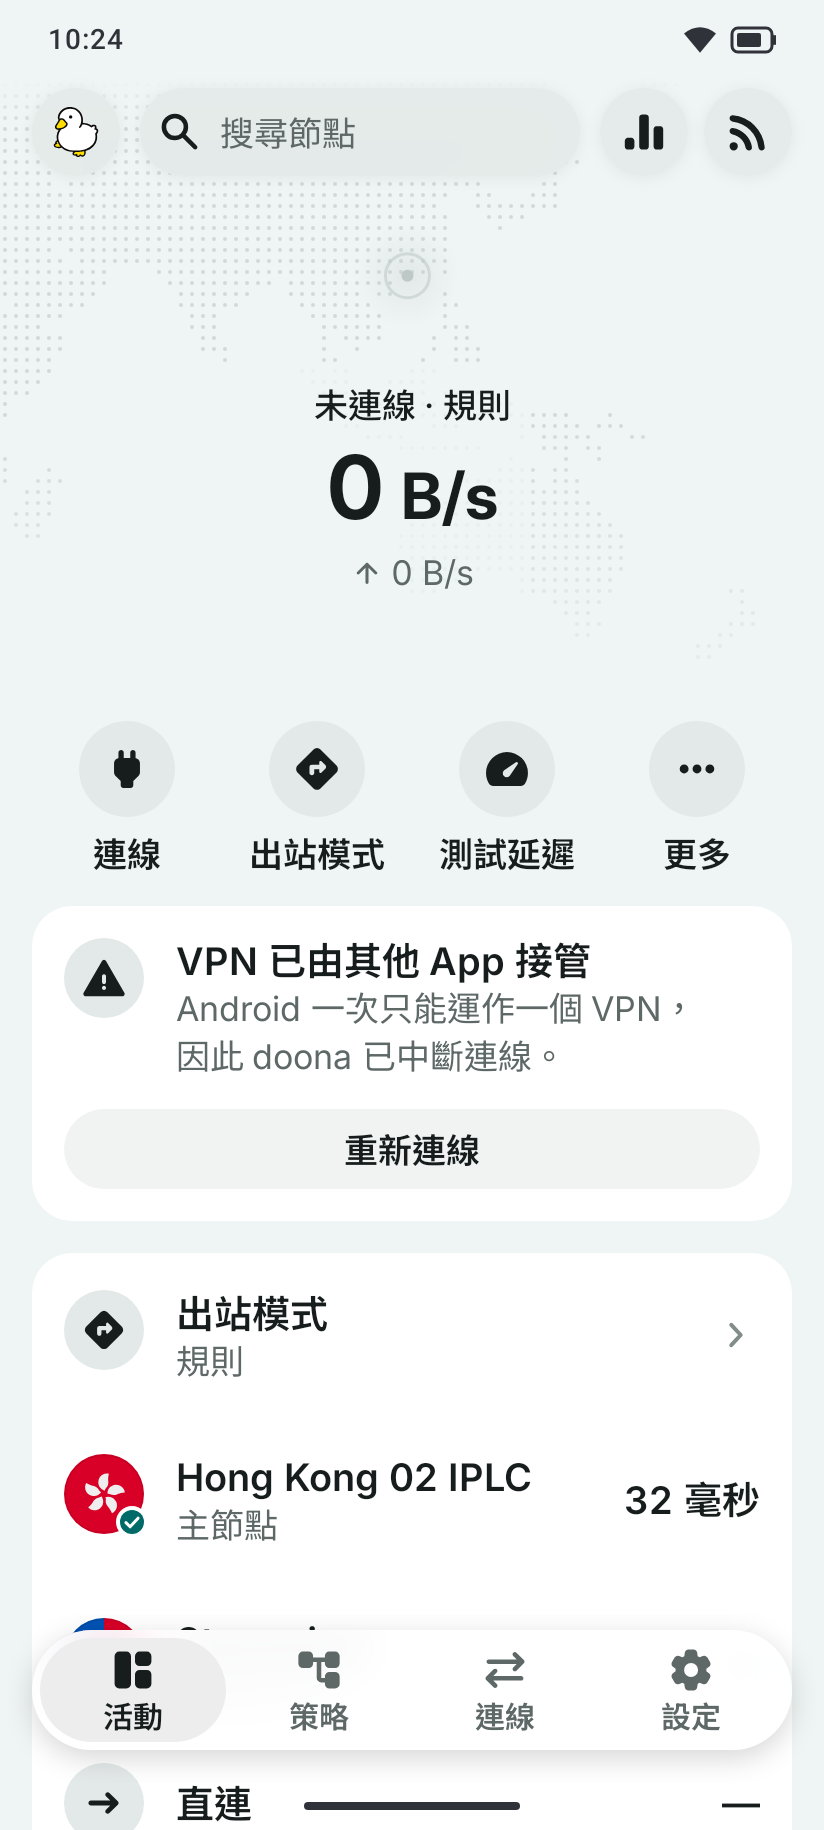 10:24
搜尋節點
未連線 · 規則
0 B/s
↑ 0 B/s
連線
出站模式
測試延遲
更多
VPN 已由其他 App 接管
Android 一次只能運作一個 VPN，
因此 doona 已中斷連線。
重新連線
出站模式
規則
Hong Kong 02 IPLC
主節點
32 毫秒
活動
策略
連線
設定
直連
—